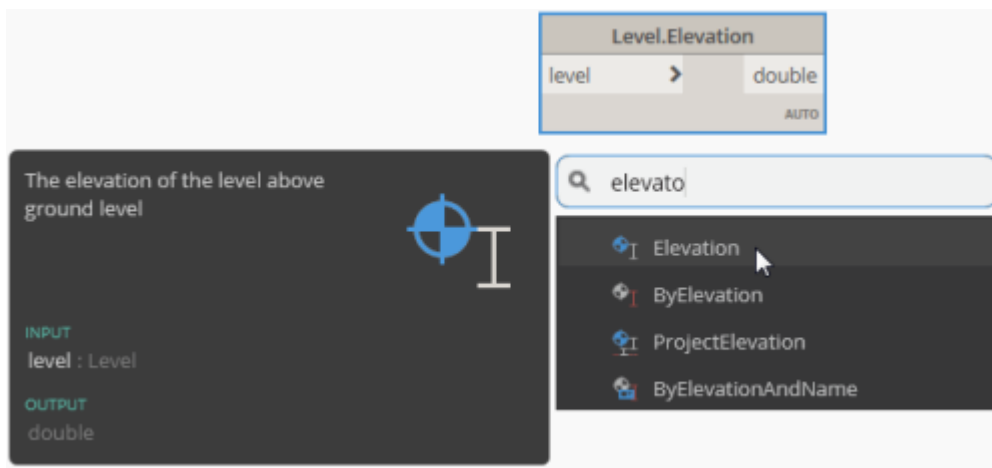 Level.Elevation
level > double
AUTO
The elevation of the level above
ground level
INPUT
level : Level
OUTPUT
double
elevato
Elevation
ByElevation
ProjectElevation
ByElevationAndName